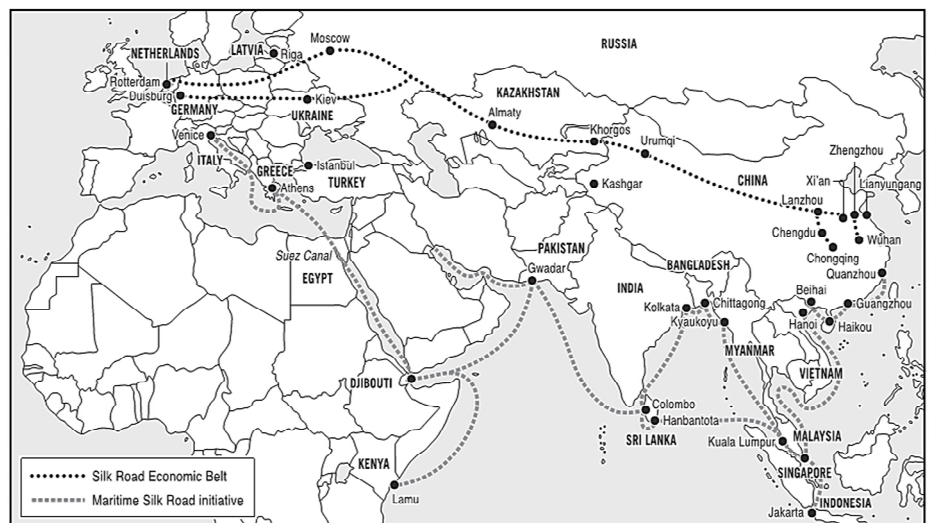 Moscow
RUSSIA
NETHERLANDS
LATVIA
Riga
Rotterdam
Duisburg
GERMANY
Kiev
UKRAINE
KAZAKHSTAN
Almaty
Khorgos
Urumqi
Zhengzhou
Venice
ITALY
GREECE
Istanbul
TURKEY
Athens
Kashgar
CHINA
Xi'an
Lianyungang
Lanzhou
Chengdu
Wuhan
Chongqing
Quanzhou
Suez Canal
EGYPT
PAKISTAN
Gwadar
INDIA
BANGLADESH
Kolkata
Chittagong
Kyaukoyu
Beihai
Guangzhou
Hanoi
Haikou
MYANMAR
VIETNAM
DJIBOUTI
Colombo
Hanbantota
SRI LANKA
Kuala Lumpur
MALAYSIA
SINGAPORE
KENYA
Lamu
INDONESIA
Jakarta
Silk Road Economic Belt
Maritime Silk Road initiative